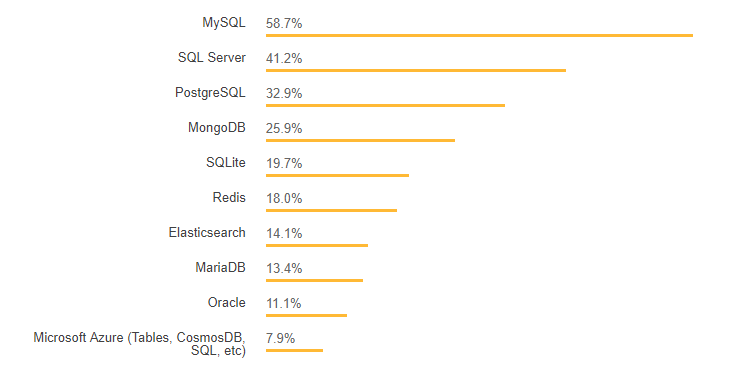 MySQL 58.7%
SQL Server 41.2%
PostgreSQL 32.9%
MongoDB 25.9%
SQLite 19.7%
Redis 18.0%
Elasticsearch 14.1%
MariaDB 13.4%
Oracle 11.1%
Microsoft Azure (Tables, CosmosDB, 7.9%
SQL, etc)